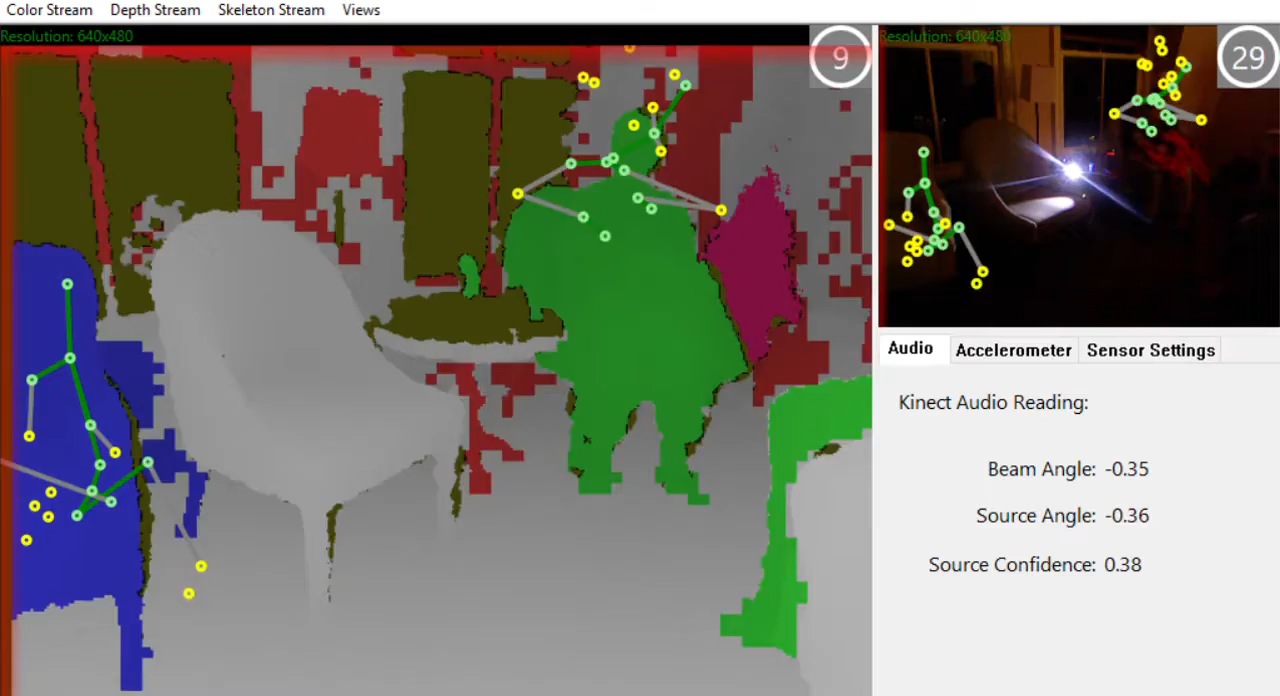 Color Stream Depth Stream Skeleton Stream Views
Resolution: 640x480
9
Resolution: 640x480
29
Audio Accelerometer Sensor Settings
Kinect Audio Reading:
Beam Angle: -0.35
Source Angle: -0.36
Source Confidence: 0.38